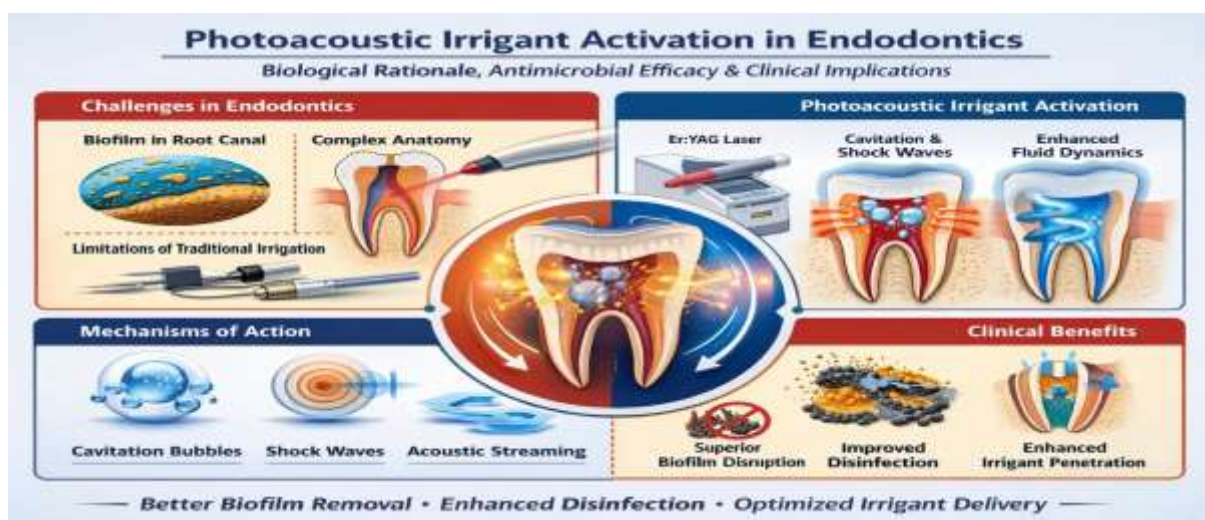 Photoacoustic Irrigant Activation in Endodontics
Biological Rationale, Antimicrobial Efficacy & Clinical Implications
Challenges in Endodontics
Biofilm in Root Canal
Complex Anatomy
Limitations of Traditional Irrigation
Photoacoustic Irrigant Activation
Er:YAG Laser
Cavitation &
Shock Waves
Enhanced
Fluid Dynamics
Mechanisms of Action
Cavitation Bubbles
Shock Waves
Acoustic Streaming
Clinical Benefits
Superior
Biofilm Disruption
Improved
Disinfection
Enhanced
Irrigant Penetration
Better Biofilm Removal • Enhanced Disinfection • Optimized Irrigant Delivery